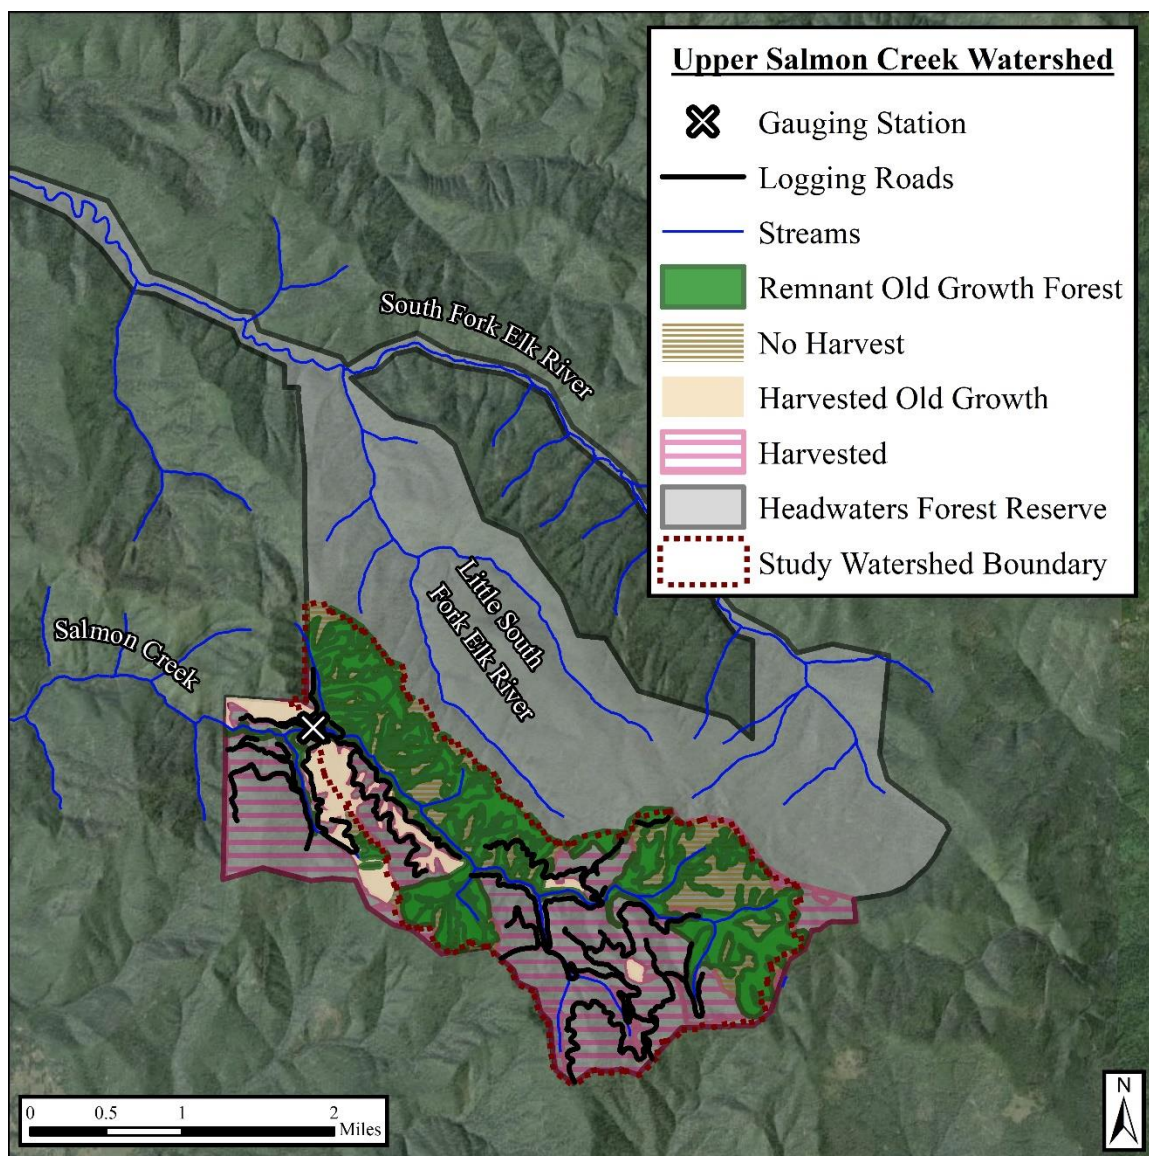 Upper Salmon Creek Watershed
Gauging Station
Logging Roads
Streams
Remnant Old Growth Forest
No Harvest
Harvested Old Growth
Harvested
Headwaters Forest Reserve
Study Watershed Boundary
South Fork Elk River
Little South
Fork Elk River
Salmon Creek
0 0.5 1 2
Miles
N